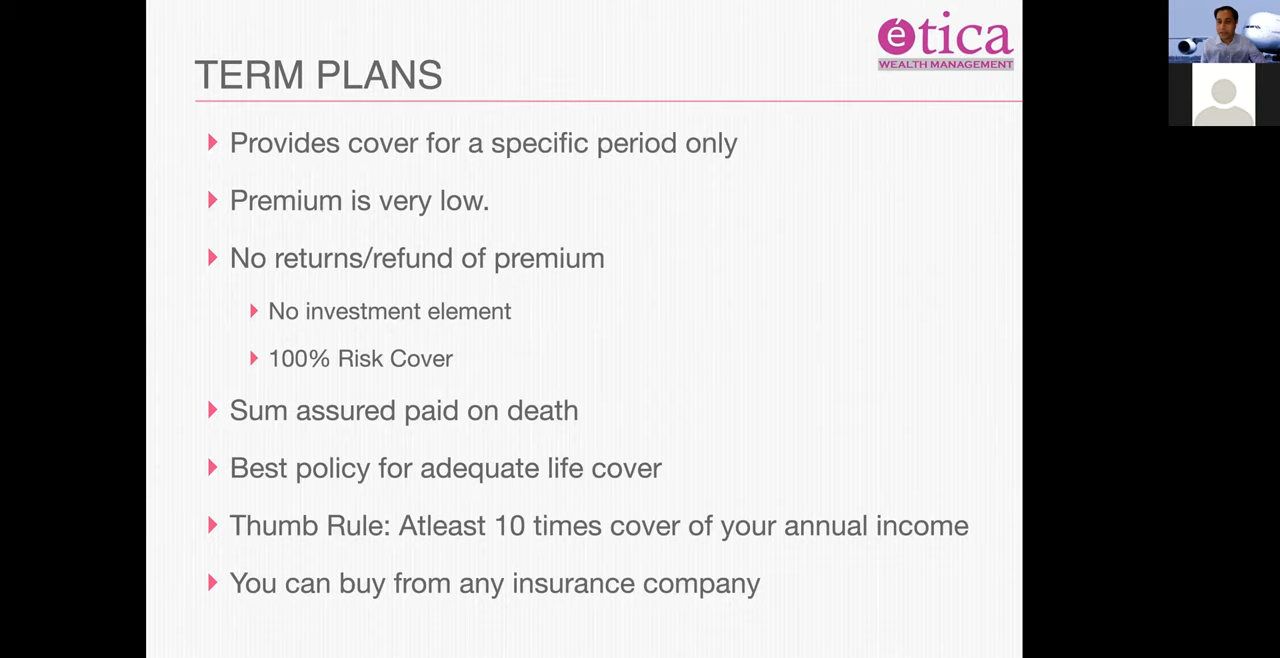 ética
WEALTH MANAGEMENT
TERM PLANS
Provides cover for a specific period only
Premium is very low.
No returns/refund of premium
No investment element
100% Risk Cover
Sum assured paid on death
Best policy for adequate life cover
Thumb Rule: Atleast 10 times cover of your annual income
You can buy from any insurance company